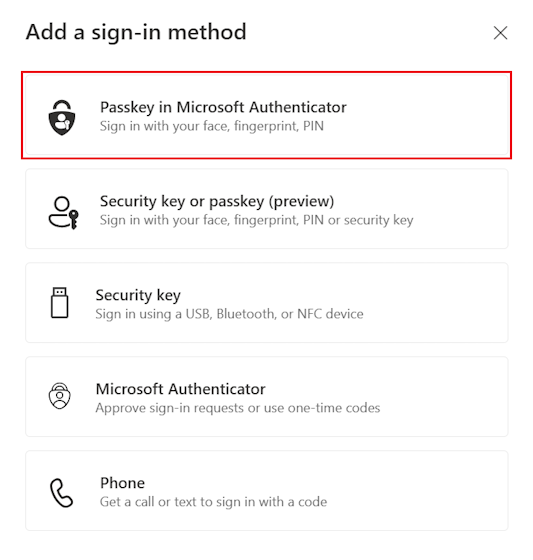 Add a sign-in method
Passkey in Microsoft Authenticator
Sign in with your face, fingerprint, PIN
Security key or passkey (preview)
Sign in with your face, fingerprint, PIN or security key
Security key
Sign in using a USB, Bluetooth, or NFC device
Microsoft Authenticator
Approve sign-in requests or use one-time codes
Phone
Get a call or text to sign in with a code